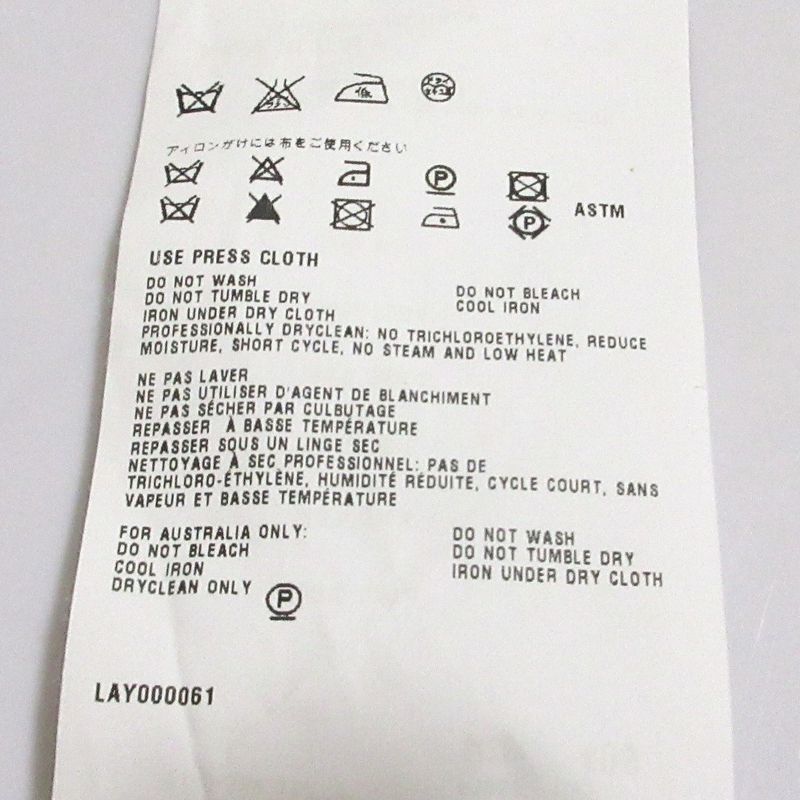 低
ドライ
アイロンがけには布をご使用ください
P
P
ASTM
USE PRESS CLOTH
DO NOT WASH
DO NOT TUMBLE DRY
IRON UNDER DRY CLOTH
DO NOT BLEACH
COOL IRON
PROFESSIONALLY DRYCLEAN: NO TRICHLOROETHYLENE, REDUCE
MOISTURE, SHORT CYCLE, NO STEAM AND LOW HEAT
NE PAS LAVER
NE PAS UTILISER D'AGENT DE BLANCHIMENT
NE PAS SÉCHER PAR CULBUTAGE
REPASSER À BASSE TEMPÉRATURE
REPASSER SOUS UN LINGE SEC
NETTOYAGE À SEC PROFESSIONNEL: PAS DE
TRICHLORO-ÉTHYLÈNE, HUMIDITÉ RÉDUITE, CYCLE COURT, SANS
VAPEUR ET BASSE TEMPÉRATURE
FOR AUSTRALIA ONLY:
DO NOT BLEACH
COOL IRON
DRYCLEAN ONLY P
DO NOT WASH
DO NOT TUMBLE DRY
IRON UNDER DRY CLOTH
LAY000061